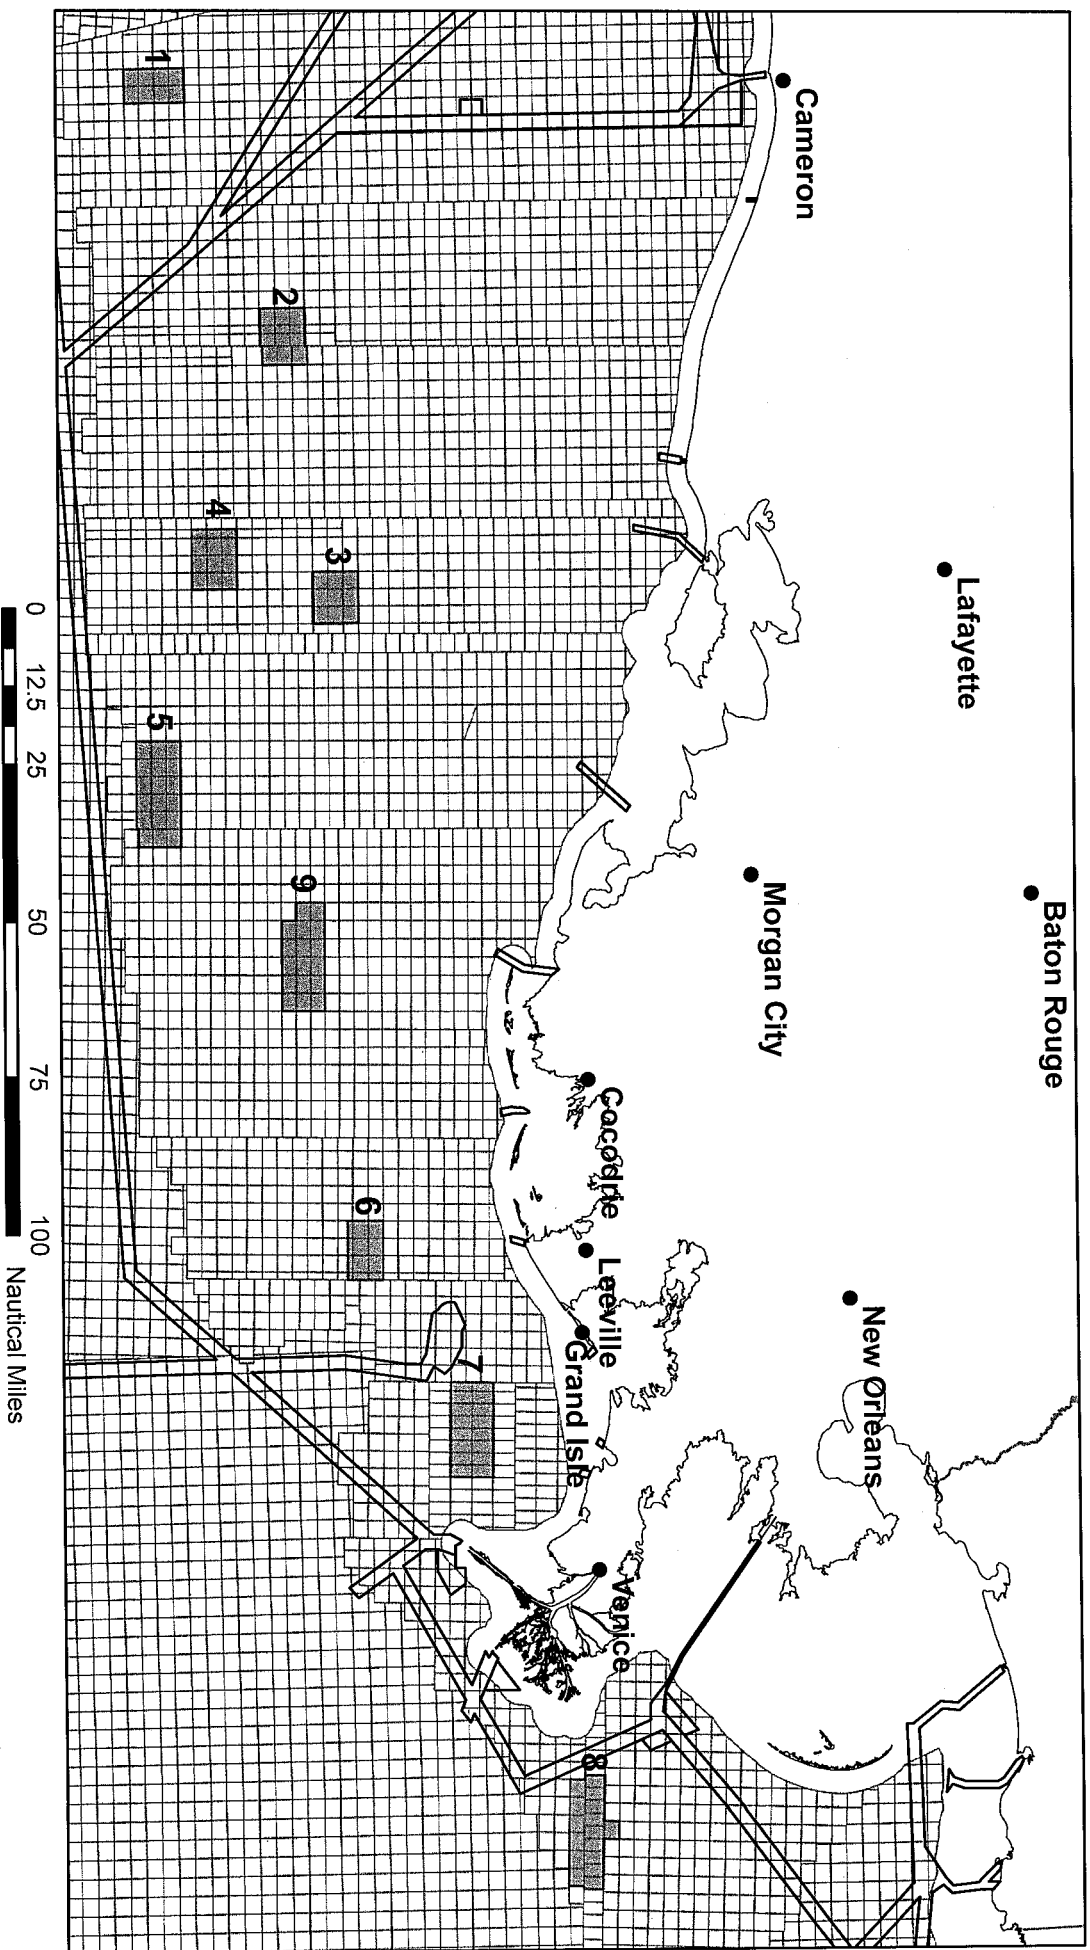 Baton Rouge
Lafayette
New Orleans
Cameron
Morgan City
Cocodrie
Leeville
Grand Isle
Venice
8
7
6
3
9
2
4
5
1
0 12.5 25 50 75 100
Nautical Miles